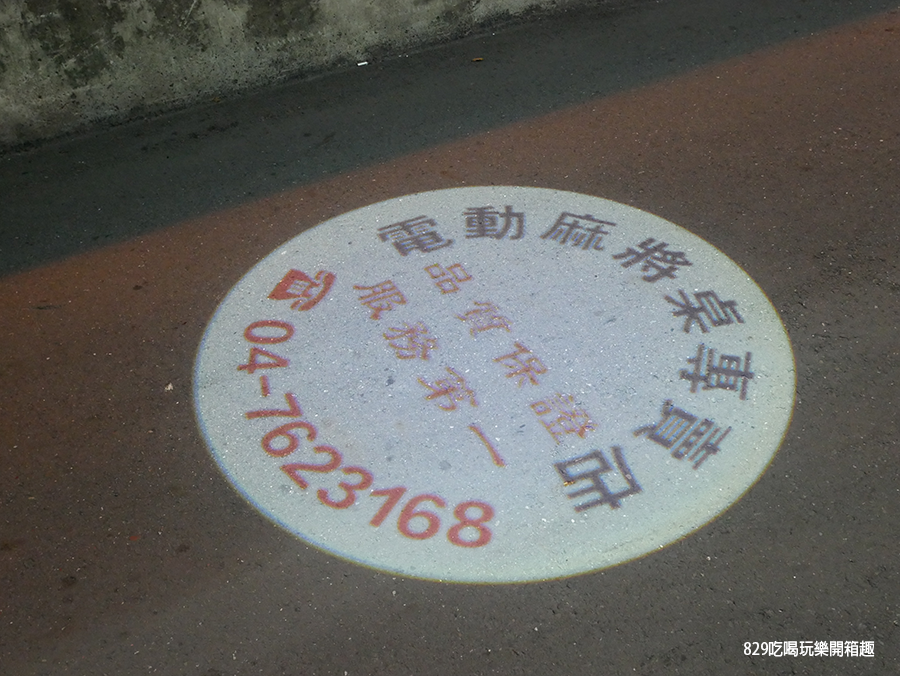 電動麻將桌專賣店
品質保證
服務第一
☎04-7623168
829吃喝玩樂開箱趣